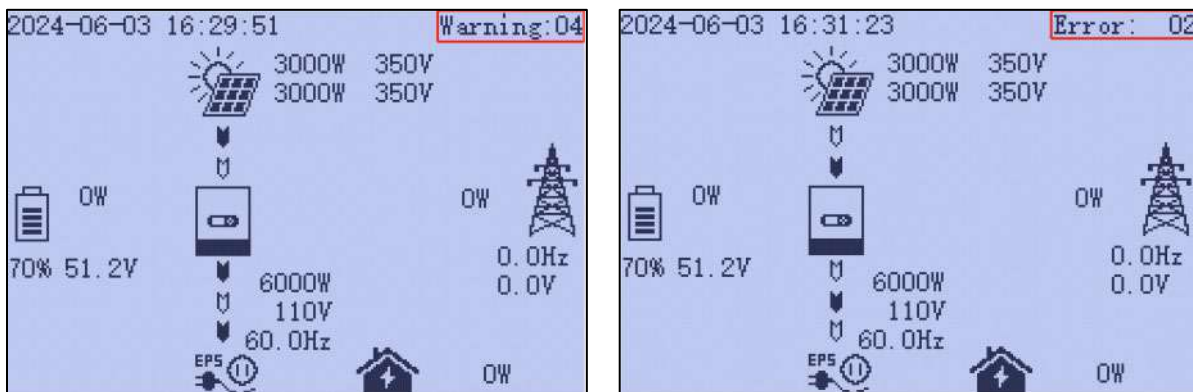 2024-06-03 16:29:51 Warning:04
3000W 350V
3000W 350V
0W
0W
70% 51.2V
0.0Hz
0.0V
6000W
110V
60.0Hz
EPS
0W
2024-06-03 16:31:23 Error: 02
3000W 350V
3000W 350V
0W
0W
70% 51.2V
0.0Hz
0.0V
6000W
110V
60.0Hz
EPS
0W